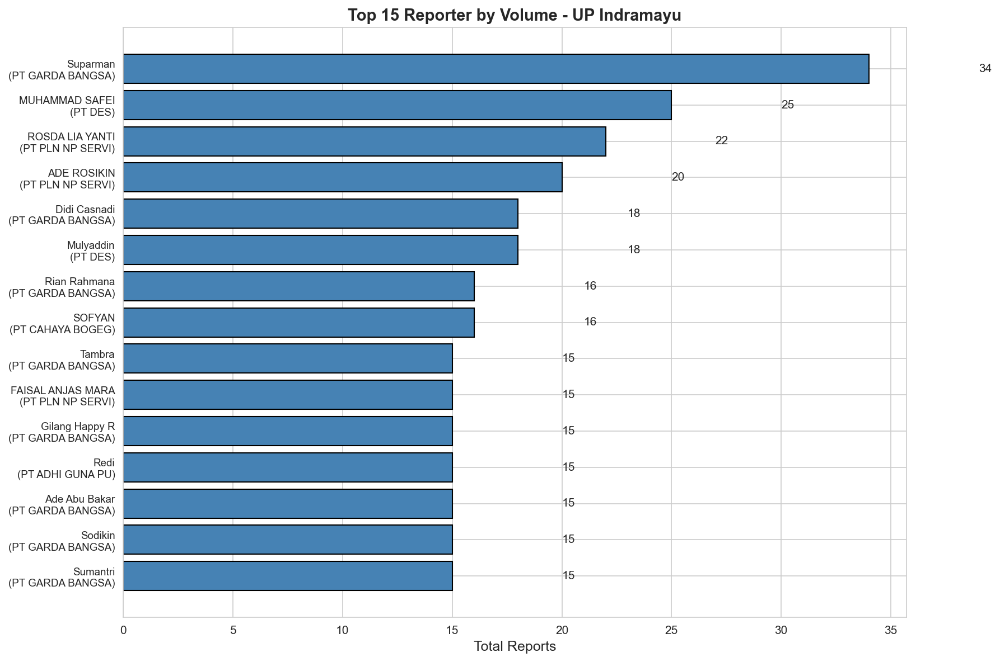 Top 15 Reporter by Volume - UP Indramayu
Suparman
(PT GARDA BANGSA)
34
MUHAMMAD SAFEI
(PT DES)
25
ROSDA LIA YANTI
(PT PLN NP SERVI)
22
ADE ROSIKIN
(PT PLN NP SERVI)
20
Didi Casnadi
(PT GARDA BANGSA)
18
Mulyaddin
(PT DES)
18
Rian Rahmana
(PT GARDA BANGSA)
16
SOFYAN
(PT CAHAYA BOGEG)
16
Tambra
(PT GARDA BANGSA)
15
FAISAL ANJAS MARA
(PT PLN NP SERVI)
15
Gilang Happy R
(PT GARDA BANGSA)
15
Redi
(PT ADHI GUNA PU)
15
Ade Abu Bakar
(PT GARDA BANGSA)
15
Sodikin
(PT GARDA BANGSA)
15
Sumantri
(PT GARDA BANGSA)
15
0 5 10 15 20 25 30 35
Total Reports